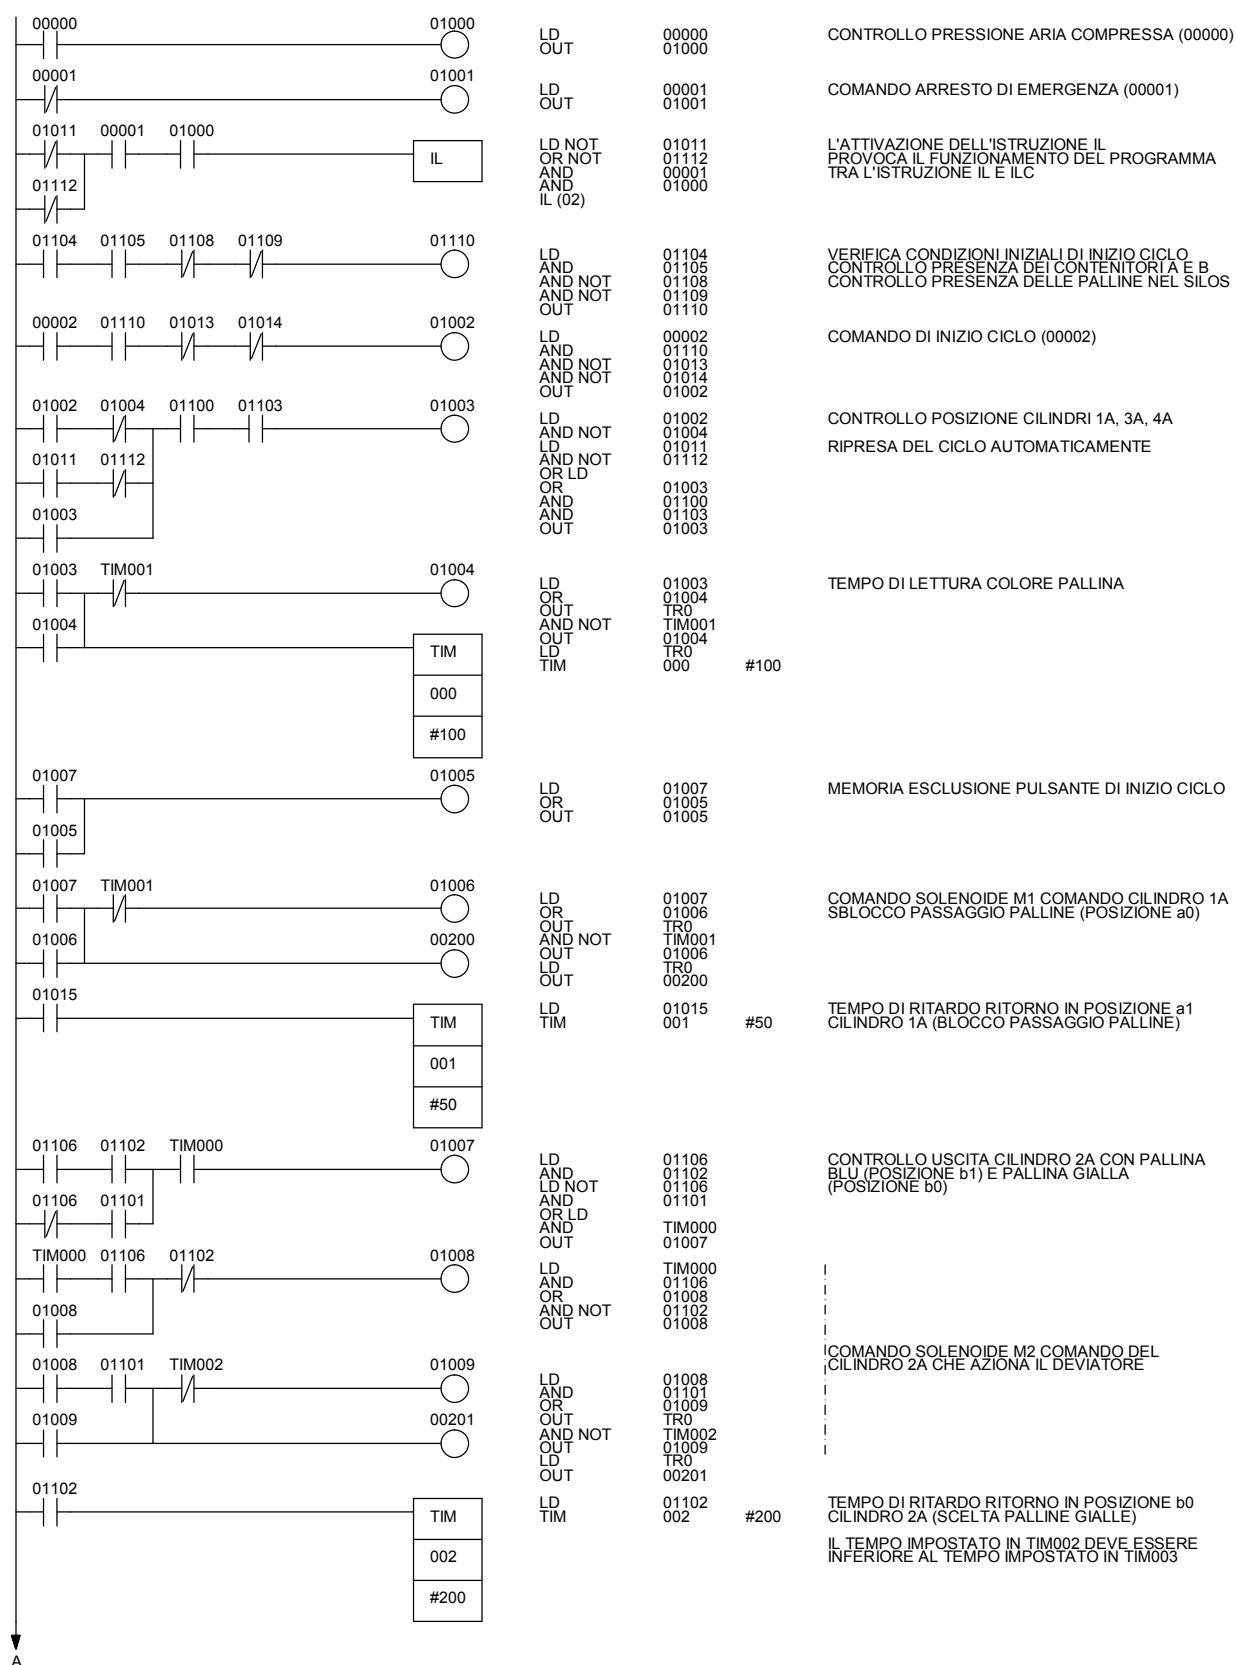 00000 01000 LD 00000 CONTROLLO PRESSIONE ARIA COMPRESSA (00000)
OUT 01000
00001 01001 LD 00001 COMANDO ARRESTO DI EMERGENZA (00001)
OUT 01001
01011 00001 01000 LD NOT 01011 L'ATTIVAZIONE DELL'ISTRUZIONE IL
IL OR NOT 01112 PROVOCA IL FUNZIONAMENTO DEL PROGRAMMA
AND 00001 TRA L'ISTRUZIONE IL E ILC
01112 AND 01000
IL (02)
01104 01105 01108 01109 01110 LD 01104 VERIFICA CONDIZIONI INIZIALI DI INIZIO CICLO
AND 01105 CONTROLLO PRESENZA DEI CONTENITORI A E B
AND NOT 01108 CONTROLLO PRESENZA DELLE PALLINE NEL SILOS
AND NOT 01109
OUT 01110
00002 01110 01013 01014 01002 LD 00002 COMANDO DI INIZIO CICLO (00002)
AND 01110
AND NOT 01013
AND NOT 01014
OUT 01002
01002 01004 01100 01103 01003 LD 01002 CONTROLLO POSIZIONE CILINDRI 1A, 3A, 4A
AND NOT 01004
LD 01011 RIPRESA DEL CICLO AUTOMATICAMENTE
01011 01112 AND NOT 01112
OR LD
OR 01003
AND 01100
01003 AND 01103
OUT 01003
01003 TIM001 01004 LD 01003 TEMPO DI LETTURA COLORE PALLINA
OR 01004
OUT TR0
01004 AND NOT TIM001
OUT 01004
TIM LD TR0
TIM 000 #100
000
#100
01007 01005 LD 01007 MEMORIA ESCLUSIONE PULSANTE DI INIZIO CICLO
OR 01005
OUT 01005
01005
01007 TIM001 01006 LD 01007 COMANDO SOLENOIDE M1 COMANDO CILINDRO 1A
OR 01006 SBLOCCO PASSAGGIO PALLINE (POSIZIONE a0)
OUT TR0
01006 00200 AND NOT TIM001
OUT 01006
LD TR0
OUT 00200
01015 LD 01015 TEMPO DI RITARDO RITORNO IN POSIZIONE a1
TIM TIM 001 #50 CILINDRO 1A (BLOCCO PASSAGGIO PALLINE)
001
#50
01106 01102 TIM000 01007 LD 01106 CONTROLLO USCITA CILINDRO 2A CON PALLINA
AND 01102 BLU (POSIZIONE b1) E PALLINA GIALLA
LD NOT 01106 (POSIZIONE b0)
01106 01101 AND 01101
OR LD
AND TIM000
OUT 01007
TIM000 01106 01102 01008 LD TIM000
AND 01106
OR 01008
01008 AND NOT 01102
OUT 01008
COMANDO SOLENOIDE M2 COMANDO DEL
CILINDRO 2A CHE AZIONA IL DEVIATORE
01008 01101 TIM002 01009 LD 01008
AND 01101
OR 01009
01009 00201 OUT TR0
AND NOT TIM002
OUT 01009
LD TR0
OUT 00201
01102 LD 01102 TEMPO DI RITARDO RITORNO IN POSIZIONE b0
TIM TIM 002 #200 CILINDRO 2A (SCELTA PALLINE GIALLE)
002 IL TEMPO IMPOSTATO IN TIM002 DEVE ESSERE
INFERIORE AL TEMPO IMPOSTATO IN TIM003
#200
A